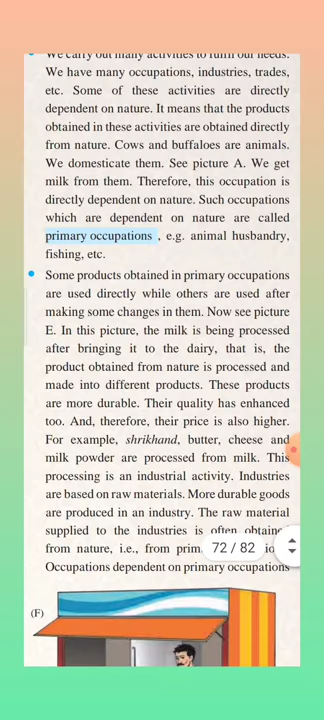 We carry out many activities to fulfil our needs.
We have many occupations, industries, trades,
etc. Some of these activities are directly
dependent on nature. It means that the products
obtained in these activities are obtained directly
from nature. Cows and buffaloes are animals.
We domesticate them. See picture A. We get
milk from them. Therefore, this occupation is
directly dependent on nature. Such occupations
which are dependent on nature are called
primary occupations , e.g. animal husbandry,
fishing, etc.
Some products obtained in primary occupations
are used directly while others are used after
making some changes in them. Now see picture
E. In this picture, the milk is being processed
after bringing it to the dairy, that is, the
product obtained from nature is processed and
made into different products. These products
are more durable. Their quality has enhanced
too. And, therefore, their price is also higher.
For example, shrikhand, butter, cheese and
milk powder are processed from milk. This
processing is an industrial activity. Industries
are based on raw materials. More durable goods
are produced in an industry. The raw material
supplied to the industries is often
from nature, i.e., from
72 / 82
Occupations dependent on primary occupations
(F)